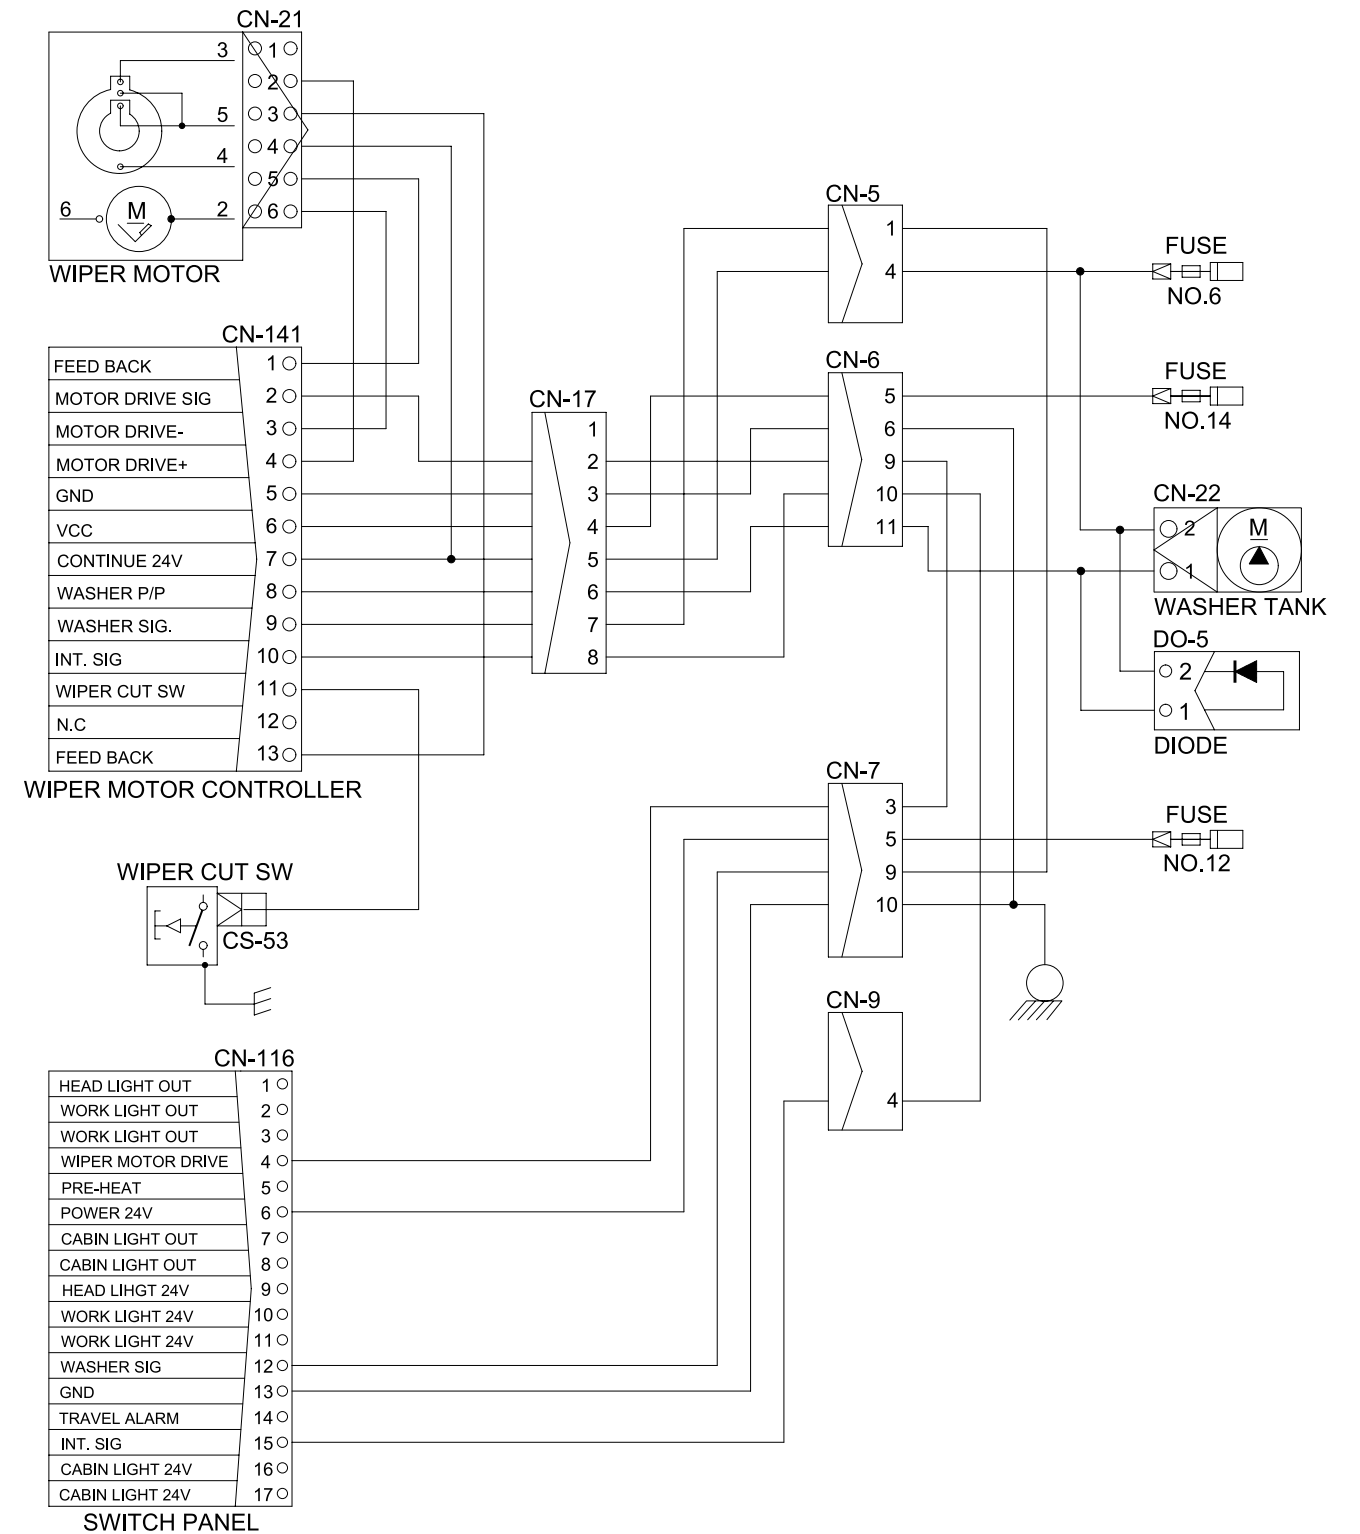 CN-21
3
5
4
6
M
2
1
2
3
4
5
6
WIPER MOTOR
CN-141
FEED BACK 1
MOTOR DRIVE SIG 2
MOTOR DRIVE- 3
MOTOR DRIVE+ 4
GND 5
VCC 6
CONTINUE 24V 7
WASHER P/P 8
WASHER SIG. 9
INT. SIG 10
WIPER CUT SW 11
N.C 12
FEED BACK 13
WIPER MOTOR CONTROLLER
WIPER CUT SW
CS-53
CN-116
HEAD LIGHT OUT 1
WORK LIGHT OUT 2
WORK LIGHT OUT 3
WIPER MOTOR DRIVE 4
PRE-HEAT 5
POWER 24V 6
CABIN LIGHT OUT 7
CABIN LIGHT OUT 8
HEAD LIHGT 24V 9
WORK LIGHT 24V 10
WORK LIGHT 24V 11
WASHER SIG 12
GND 13
TRAVEL ALARM 14
INT. SIG 15
CABIN LIGHT 24V 16
CABIN LIGHT 24V 17
SWITCH PANEL
CN-17
1
2
3
4
5
6
7
8
CN-5
1
4
CN-6
5
6
9
10
11
CN-7
3
5
9
10
CN-9
4
FUSE
NO.6
FUSE
NO.14
CN-22
2
1
M
WASHER TANK
DO-5
2
1
DIODE
FUSE
NO.12